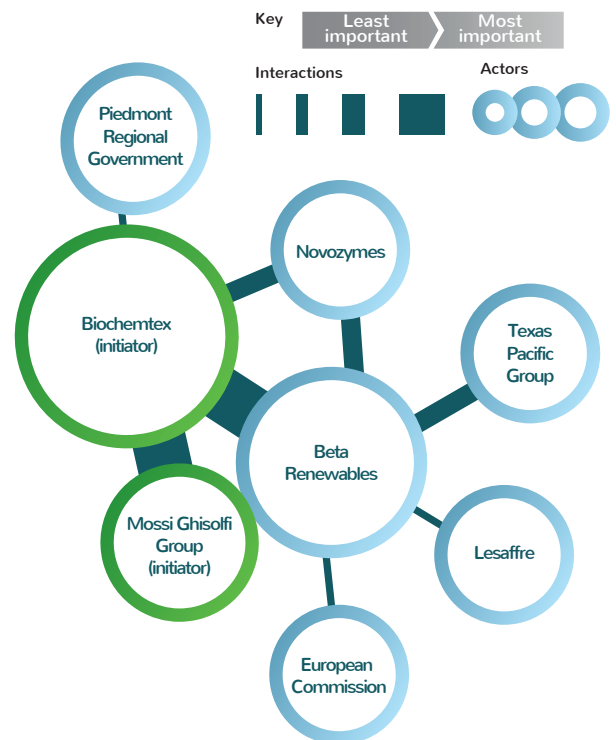 Key
Least
important
Most
important
Interactions
Actors
Piedmont
Regional
Government
Novozymes
Biochemtex
(initiator)
Texas
Pacific
Group
Beta
Renewables
Mossi Ghisolfi
Group
(initiator)
Lesaffre
European
Commission